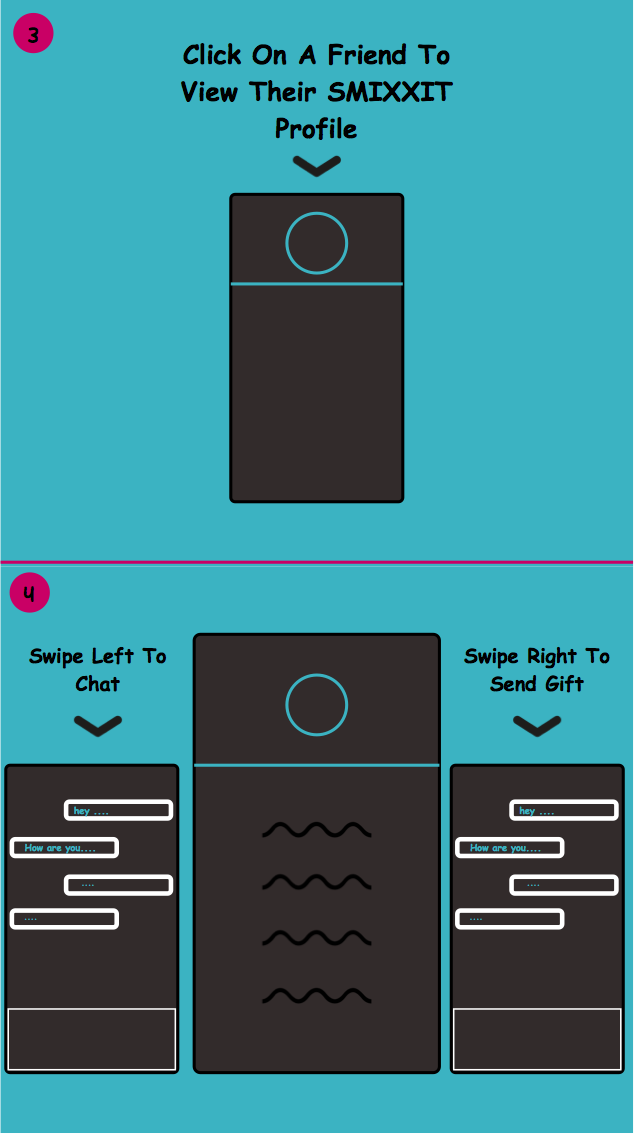 3
Click On A Friend To
View Their SMIXXIT
Profile
4
Swipe Left To
Chat
hey ....
How are you....
....
....
Swipe Right To
Send Gift
hey ....
How are you....
....
....